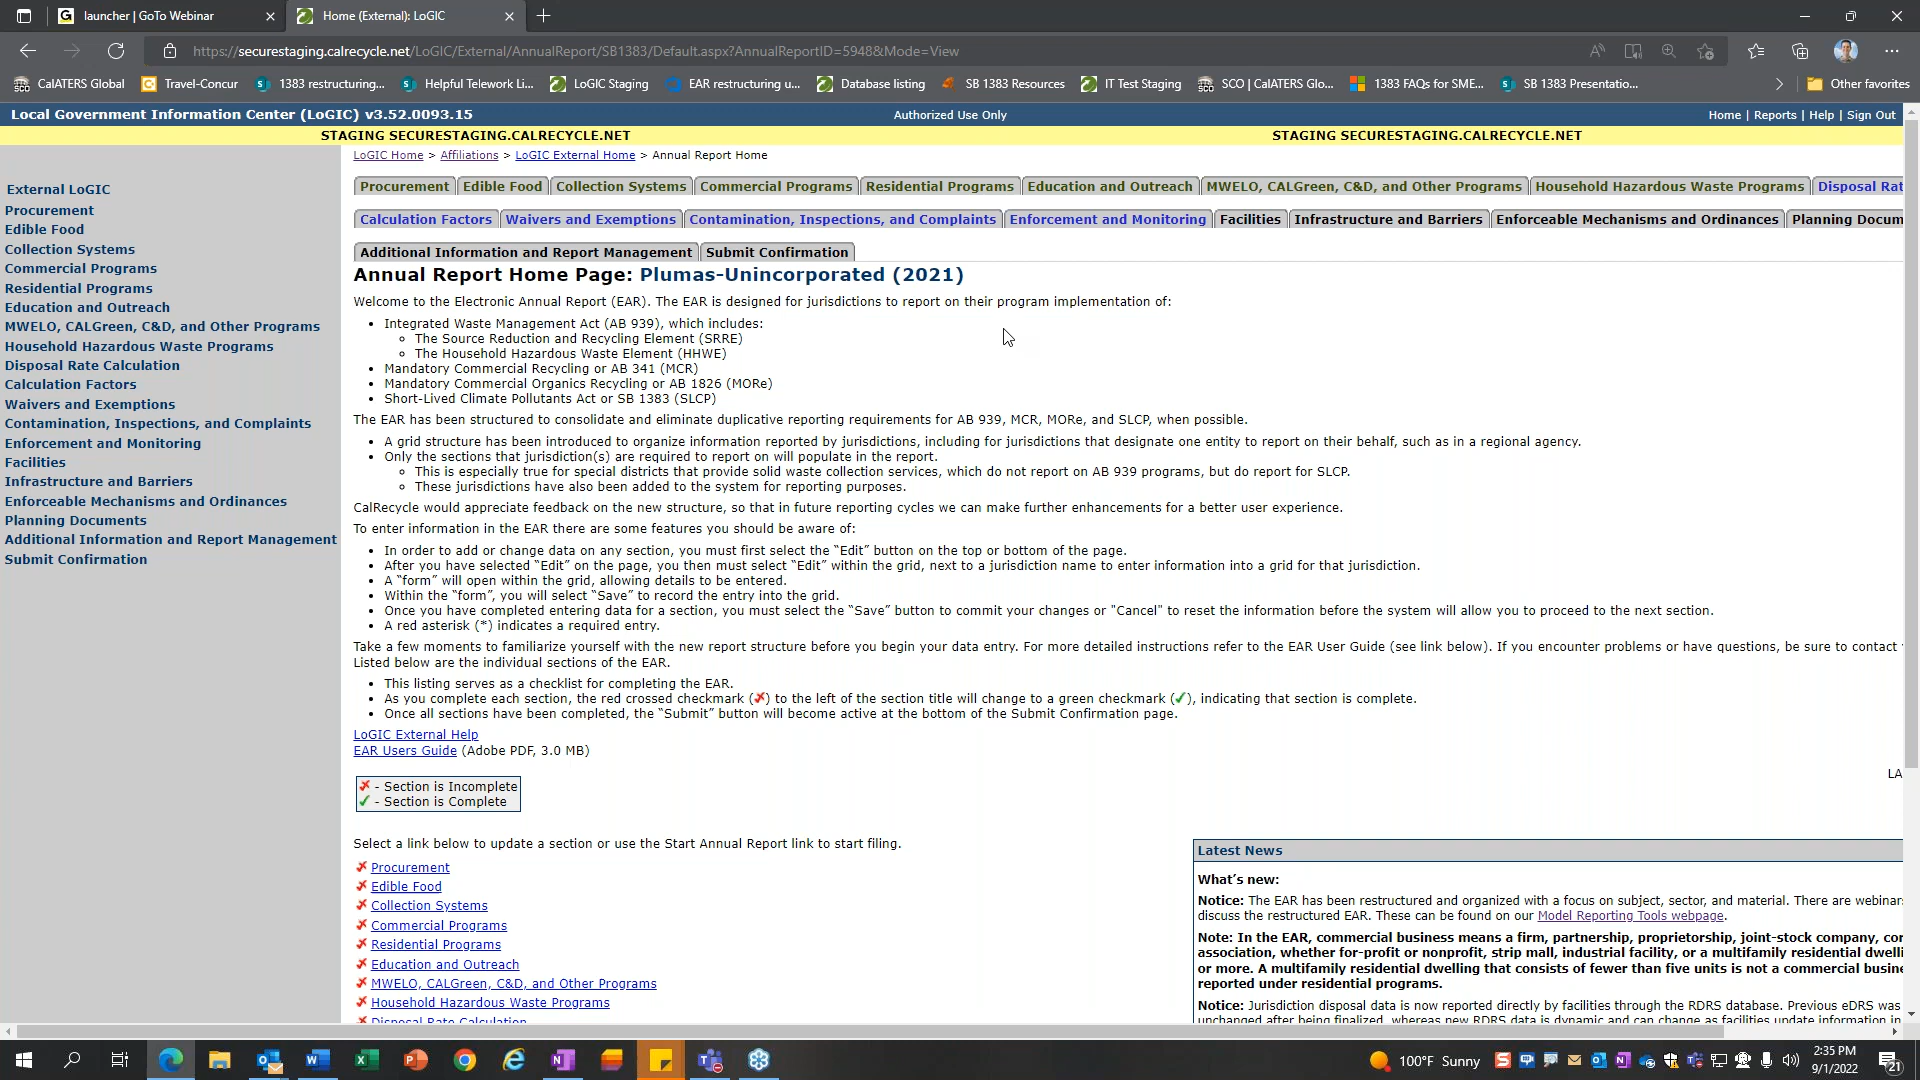 launcher | GoTo Webinar
Home (External): LoGIC
https://securestaging.calrecycle.net/LoGIC/External/AnnualReport/SB1383/Default.aspx?AnnualReportID=5948&Mode=View
CalATERS Global
Travel-Concur
1383 restructuring...
Helpful Telework Li...
LoGIC Staging
EAR restructuring u...
Database listing
SB 1383 Resources
IT Test Staging
SCO | CalATERS Glo...
1383 FAQs for SME...
SB 1383 Presentatio...
Other favorites
Local Government Information Center (LoGIC) v3.52.0093.15
Authorized Use Only
Home | Reports | Help | Sign Out
STAGING SECURESTAGING.CALRECYCLE.NET
STAGING SECURESTAGING.CALRECYCLE.NET
LoGIC Home > Affiliations > LoGIC External Home > Annual Report Home
External LoGIC
Procurement
Edible Food
Collection Systems
Commercial Programs
Residential Programs
Education and Outreach
MWELO, CALGreen, C&D, and Other Programs
Household Hazardous Waste Programs
Disposal Rate Calculation
Calculation Factors
Waivers and Exemptions
Contamination, Inspections, and Complaints
Enforcement and Monitoring
Facilities
Infrastructure and Barriers
Enforceable Mechanisms and Ordinances
Planning Documents
Additional Information and Report Management
Submit Confirmation
Procurement
Edible Food
Collection Systems
Commercial Programs
Residential Programs
Education and Outreach
MWELO, CALGreen, C&D, and Other Programs
Household Hazardous Waste Programs
Disposal Rat
Calculation Factors
Waivers and Exemptions
Contamination, Inspections, and Complaints
Enforcement and Monitoring
Facilities
Infrastructure and Barriers
Enforceable Mechanisms and Ordinances
Planning Docum
Additional Information and Report Management
Submit Confirmation
Annual Report Home Page: Plumas-Unincorporated (2021)
Welcome to the Electronic Annual Report (EAR). The EAR is designed for jurisdictions to report on their program implementation of:
• Integrated Waste Management Act (AB 939), which includes:
◦ The Source Reduction and Recycling Element (SRRE)
◦ The Household Hazardous Waste Element (HHWE)
• Mandatory Commercial Recycling or AB 341 (MCR)
• Mandatory Commercial Organics Recycling or AB 1826 (MORe)
• Short-Lived Climate Pollutants Act or SB 1383 (SLCP)
The EAR has been structured to consolidate and eliminate duplicative reporting requirements for AB 939, MCR, MORe, and SLCP, when possible.
• A grid structure has been introduced to organize information reported by jurisdictions, including for jurisdictions that designate one entity to report on their behalf, such as in a regional agency.
• Only the sections that jurisdiction(s) are required to report on will populate in the report.
◦ This is especially true for special districts that provide solid waste collection services, which do not report on AB 939 programs, but do report for SLCP.
◦ These jurisdictions have also been added to the system for reporting purposes.
CalRecycle would appreciate feedback on the new structure, so that in future reporting cycles we can make further enhancements for a better user experience.
To enter information in the EAR there are some features you should be aware of:
• In order to add or change data on any section, you must first select the “Edit” button on the top or bottom of the page.
• After you have selected “Edit” on the page, you then must select “Edit” within the grid, next to a jurisdiction name to enter information into a grid for that jurisdiction.
• A “form” will open within the grid, allowing details to be entered.
• Within the “form”, you will select “Save” to record the entry into the grid.
• Once you have completed entering data for a section, you must select the “Save” button to commit your changes or "Cancel" to reset the information before the system will allow you to proceed to the next section.
• A red asterisk (*) indicates a required entry.
Take a few moments to familiarize yourself with the new report structure before you begin your data entry. For more detailed instructions refer to the EAR User Guide (see link below). If you encounter problems or have questions, be sure to contact
Listed below are the individual sections of the EAR.
• This listing serves as a checklist for completing the EAR.
• As you complete each section, the red crossed checkmark (✗) to the left of the section title will change to a green checkmark (✓), indicating that section is complete.
• Once all sections have been completed, the “Submit” button will become active at the bottom of the Submit Confirmation page.
LoGIC External Help
EAR Users Guide (Adobe PDF, 3.0 MB)
LA
✗ - Section is Incomplete
✓ - Section is Complete
Select a link below to update a section or use the Start Annual Report link to start filing.
✗ Procurement
✗ Edible Food
✗ Collection Systems
✗ Commercial Programs
✗ Residential Programs
✗ Education and Outreach
✗ MWELO, CALGreen, C&D, and Other Programs
✗ Household Hazardous Waste Programs
✗ Disposal Rate Calculation
Latest News
What’s new:
Notice: The EAR has been restructured and organized with a focus on subject, sector, and material. There are webinar
discuss the restructured EAR. These can be found on our Model Reporting Tools webpage.
Note: In the EAR, commercial business means a firm, partnership, proprietorship, joint-stock company, cor
association, whether for-profit or nonprofit, strip mall, industrial facility, or a multifamily residential dwelli
or more. A multifamily residential dwelling that consists of fewer than five units is not a commercial busine
reported under residential programs.
Notice: Jurisdiction disposal data is now reported directly by facilities through the RDRS database. Previous eDRS was
unchanged after being finalized, whereas new RDRS data is dynamic and can change as facilities update information in
100°F Sunny
2:35 PM
9/1/2022
21